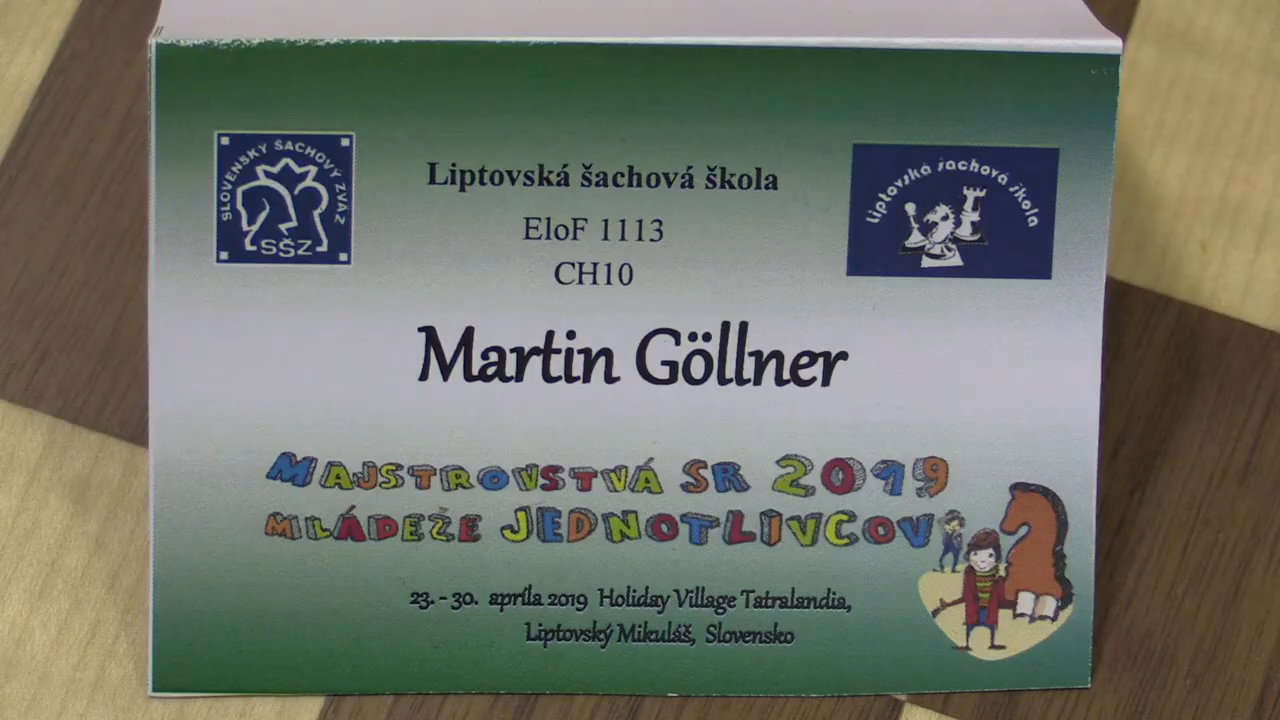 SLOVENSKÝ ŠACHOVÝ ZVÄZ
SŠZ
Liptovská šachová škola
EloF 1113
CH10
Liptovská šachová škola
Martin Göllner
MAJSTROVSTVÁ SR 2019
MLÁDEŽE JEDNOTLIVCOV
23. - 30. apríla 2019 Holiday Village Tatralandia,
Liptovský Mikuláš, Slovensko